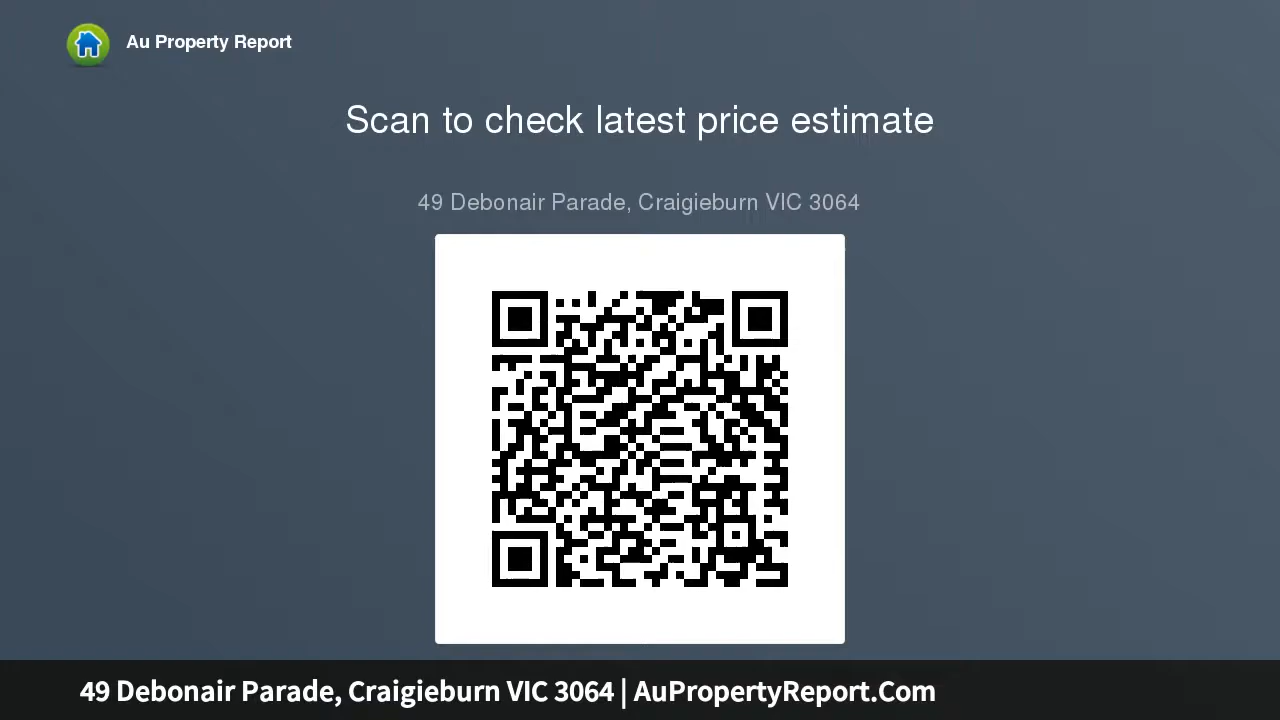 Au Property Report
Scan to check latest price estimate
49 Debonair Parade, Craigieburn VIC 3064
49 Debonair Parade, Craigieburn VIC 3064 | AuPropertyReport.Com